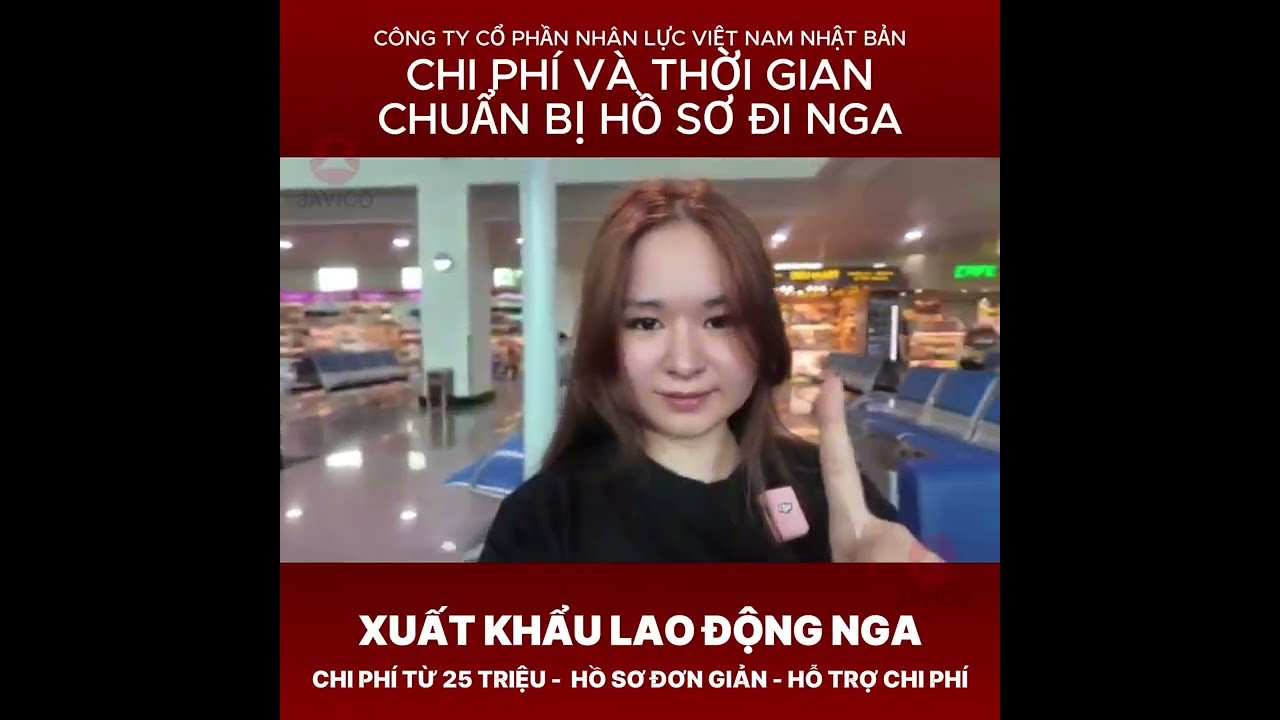 CÔNG TY CỔ PHẦN NHÂN LỰC VIỆT NAM NHẬT BẢN
CHI PHÍ VÀ THỜI GIAN
CHUẨN BỊ HỒ SƠ ĐI NGA
JAVICO
XUẤT KHẨU LAO ĐỘNG NGA
CHI PHÍ TỪ 25 TRIỆU - HỒ SƠ ĐƠN GIẢN - HỖ TRỢ CHI PHÍ